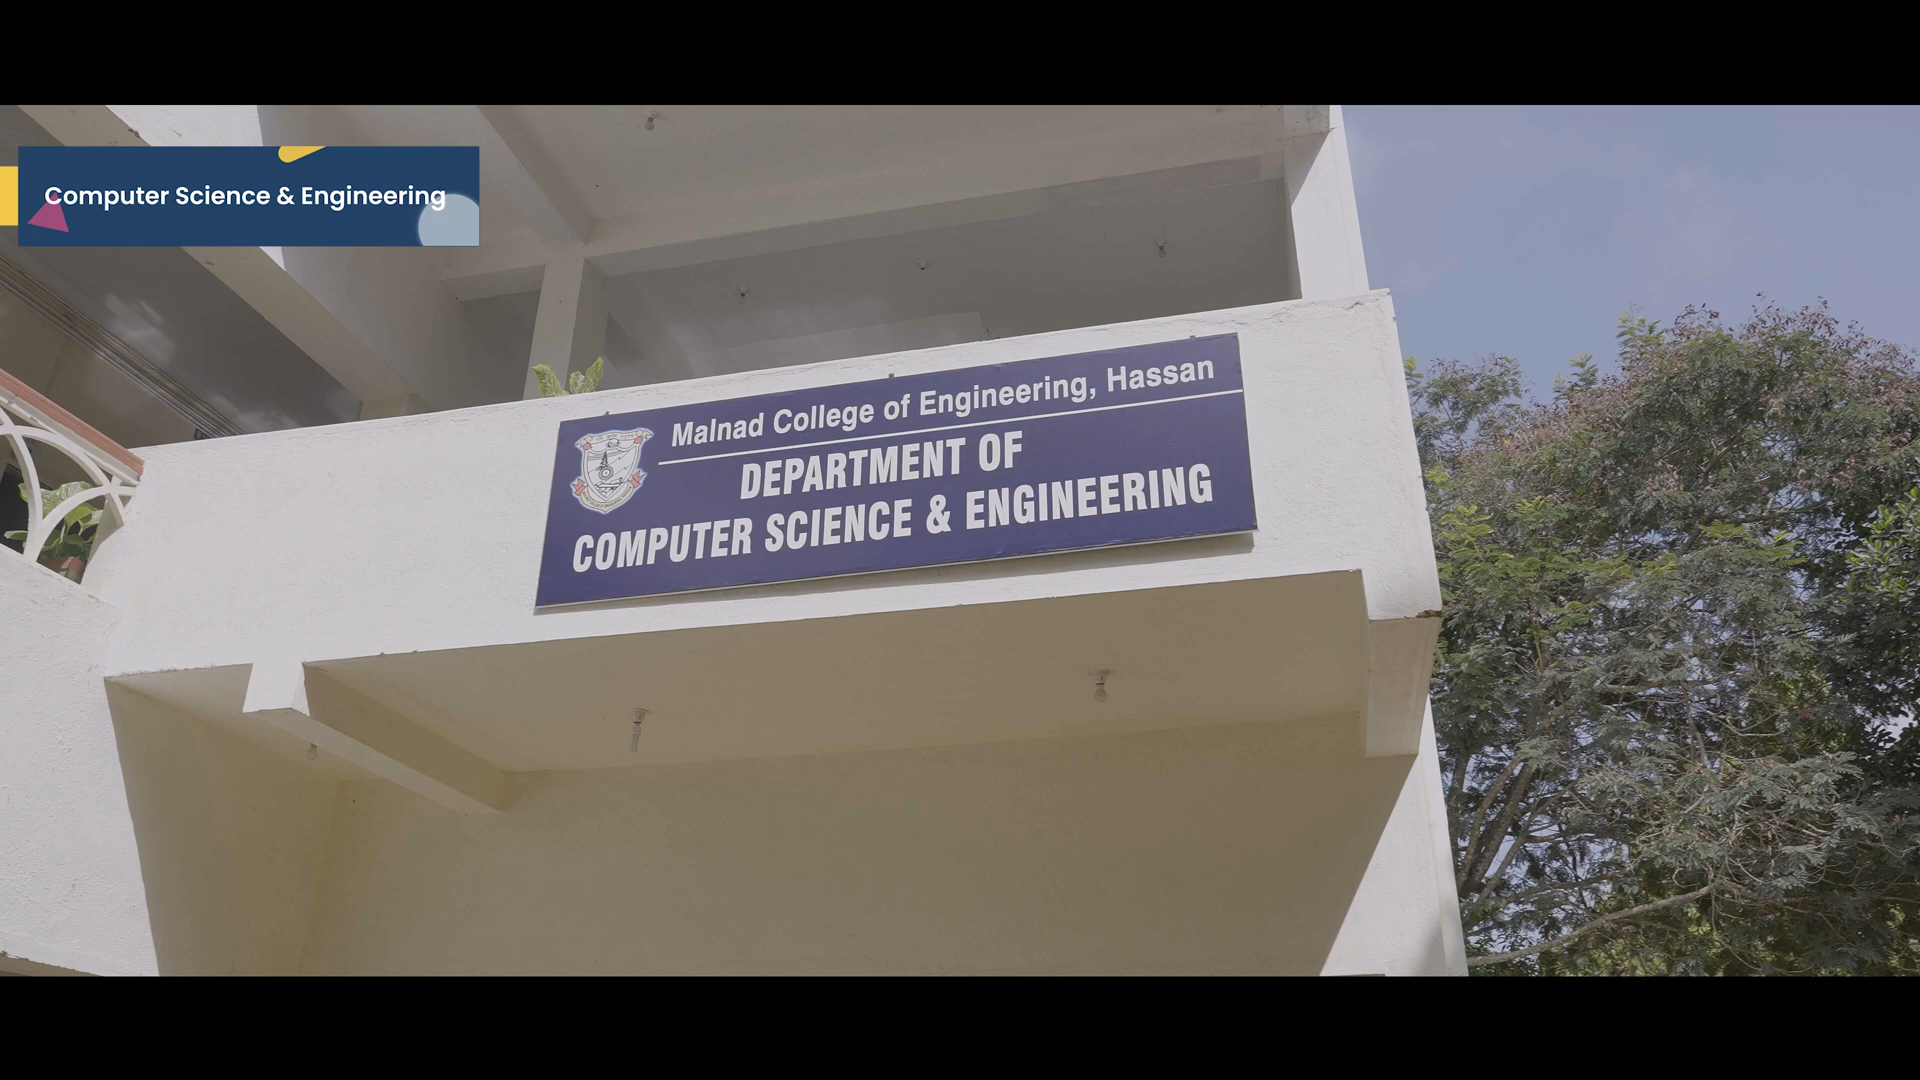 Computer Science & Engineering
Malnad College of Engineering, Hassan
DEPARTMENT OF
COMPUTER SCIENCE & ENGINEERING